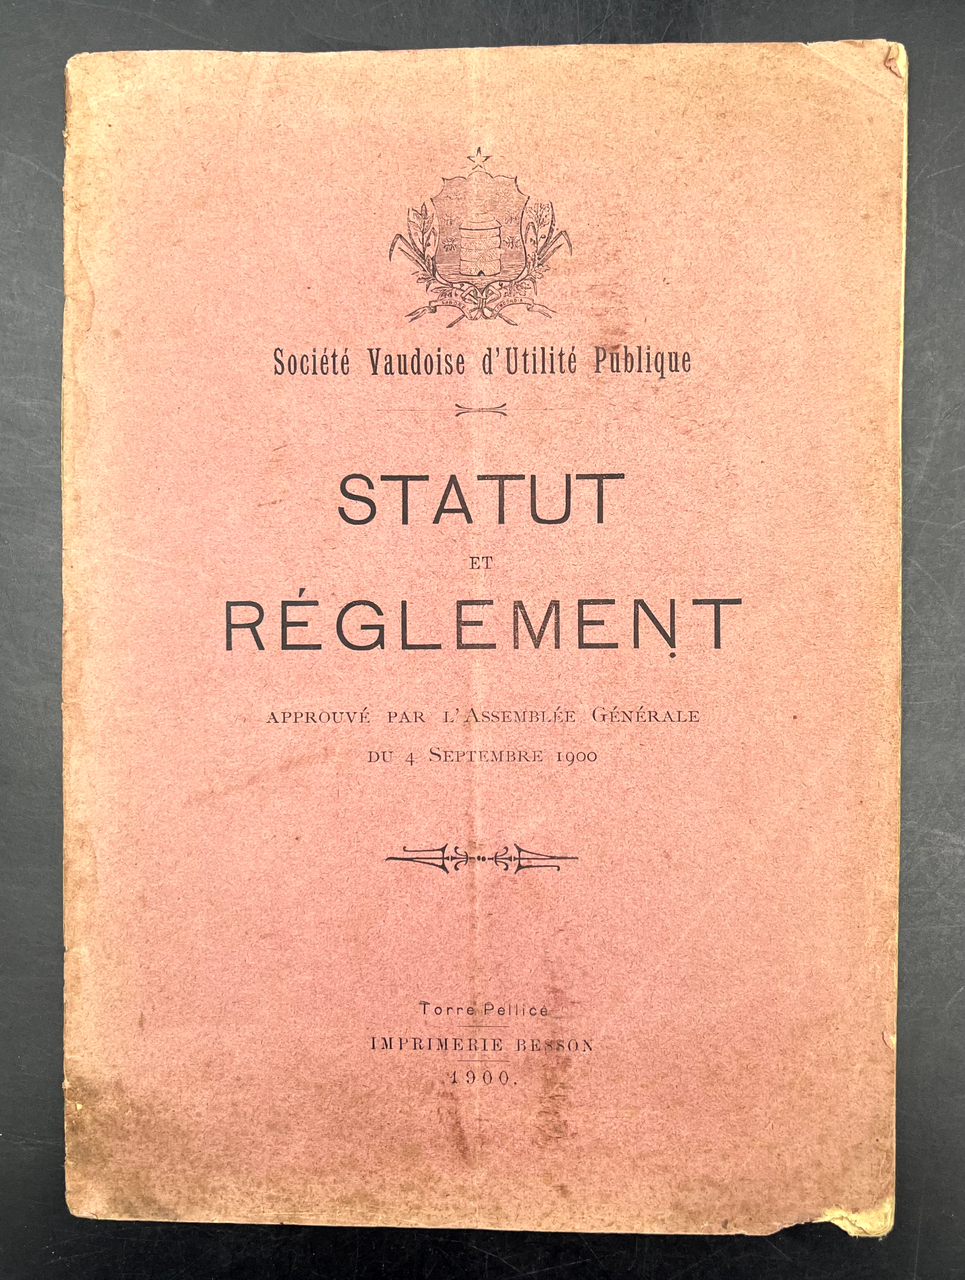 Société Vaudoise d'Utilité Publique
STATUT
ET
RÉGLEMENT
APPROUVÉ PAR L'ASSEMBLÉE GÉNÉRALE
DU 4 SEPTEMBRE 1900
Torre Pellice
IMPRIMERIE BESSON
1900.